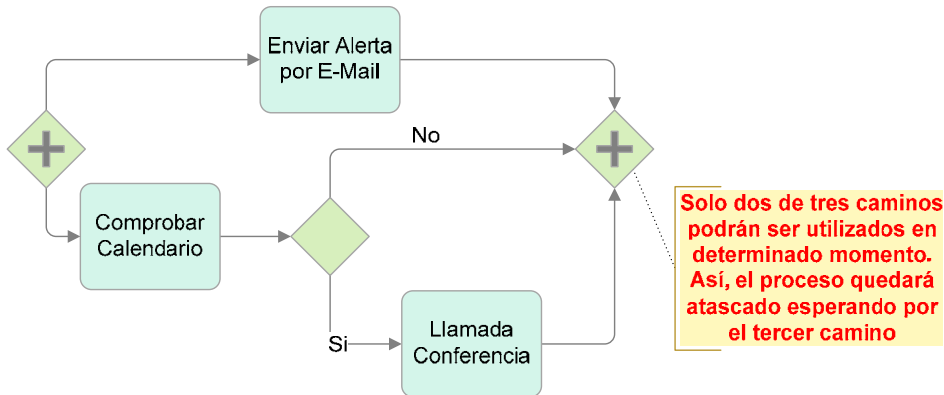 Enviar Alerta
por E-Mail
No
Comprobar
Calendario
Si
Llamada
Conferencia
Solo dos de tres caminos
podrán ser utilizados en
determinado momento.
Así, el proceso quedará
atascado esperando por
el tercer camino